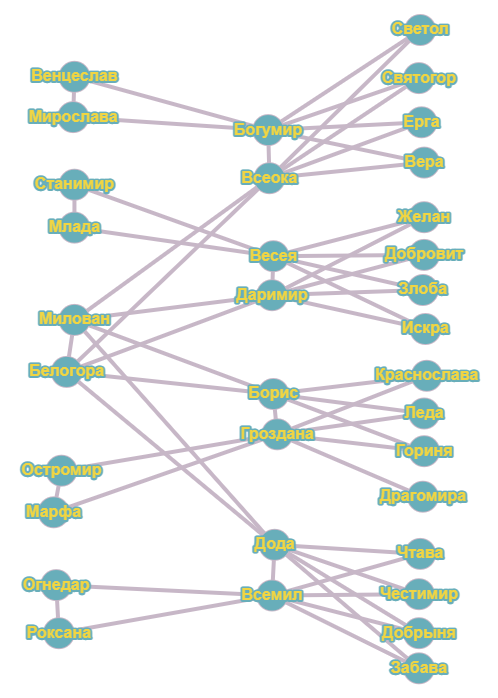 Венцеслав
Мирослава
Станимир
Млада
Милован
Белогора
Остромир
Марфа
Огнедар
Роксана
Богумир
Всеока
Весея
Даримир
Борис
Гроздана
Дода
Всемил
Светол
Святогор
Ерга
Вера
Желан
Добровит
Злоба
Искра
Краснослава
Леда
Гориня
Драгомира
Чтава
Честимир
Добрыня
Забава